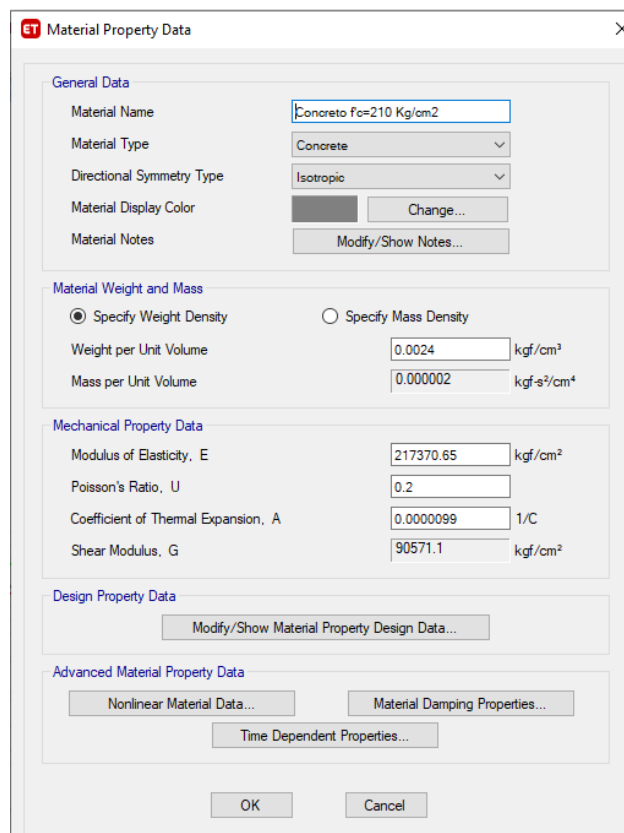 ET Material Property Data
General Data
Material Name Concreto f'c=210 Kg/cm2
Material Type Concrete
Directional Symmetry Type Isotropic
Material Display Color Change...
Material Notes Modify/Show Notes...
Material Weight and Mass
Specify Weight Density Specify Mass Density
Weight per Unit Volume 0.0024 kgf/cm³
Mass per Unit Volume 0.000002 kgf-s²/cm⁴
Mechanical Property Data
Modulus of Elasticity, E 217370.65 kgf/cm²
Poisson's Ratio, U 0.2
Coefficient of Thermal Expansion, A 0.0000099 1/C
Shear Modulus, G 90571.1 kgf/cm²
Design Property Data
Modify/Show Material Property Design Data...
Advanced Material Property Data
Nonlinear Material Data... Material Damping Properties...
Time Dependent Properties...
OK Cancel